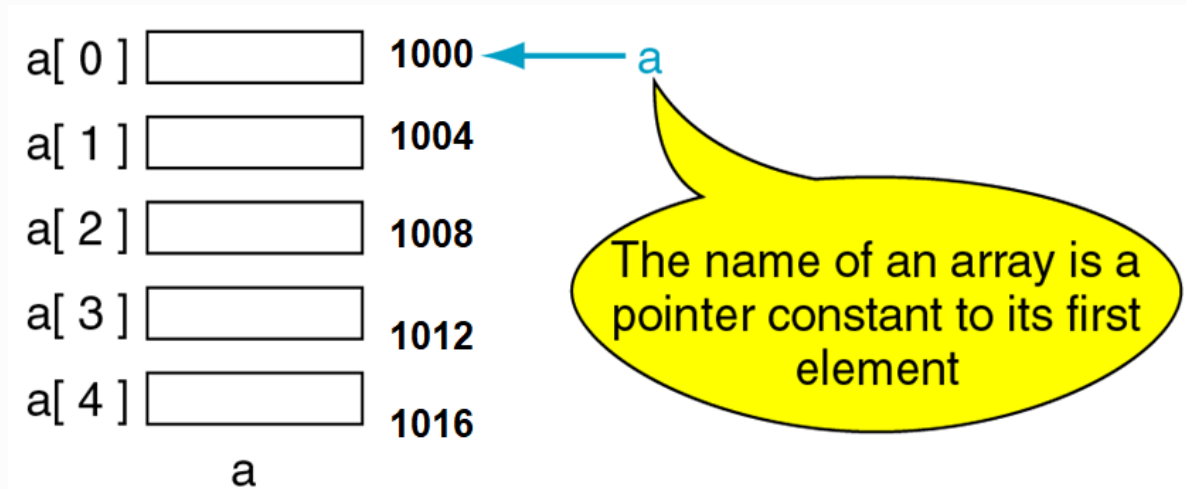 a[ 0 ] 1000 a
a[ 1 ] 1004
a[ 2 ] 1008
a[ 3 ] 1012
a[ 4 ] 1016
a
The name of an array is a
pointer constant to its first
element